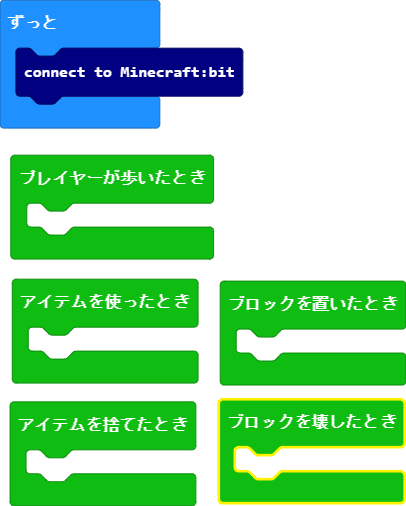 ずっと
connect to Minecraft:bit
プレイヤーが歩いたとき
アイテムを使ったとき
ブロックを置いたとき
アイテムを捨てたとき
ブロックを壊したとき